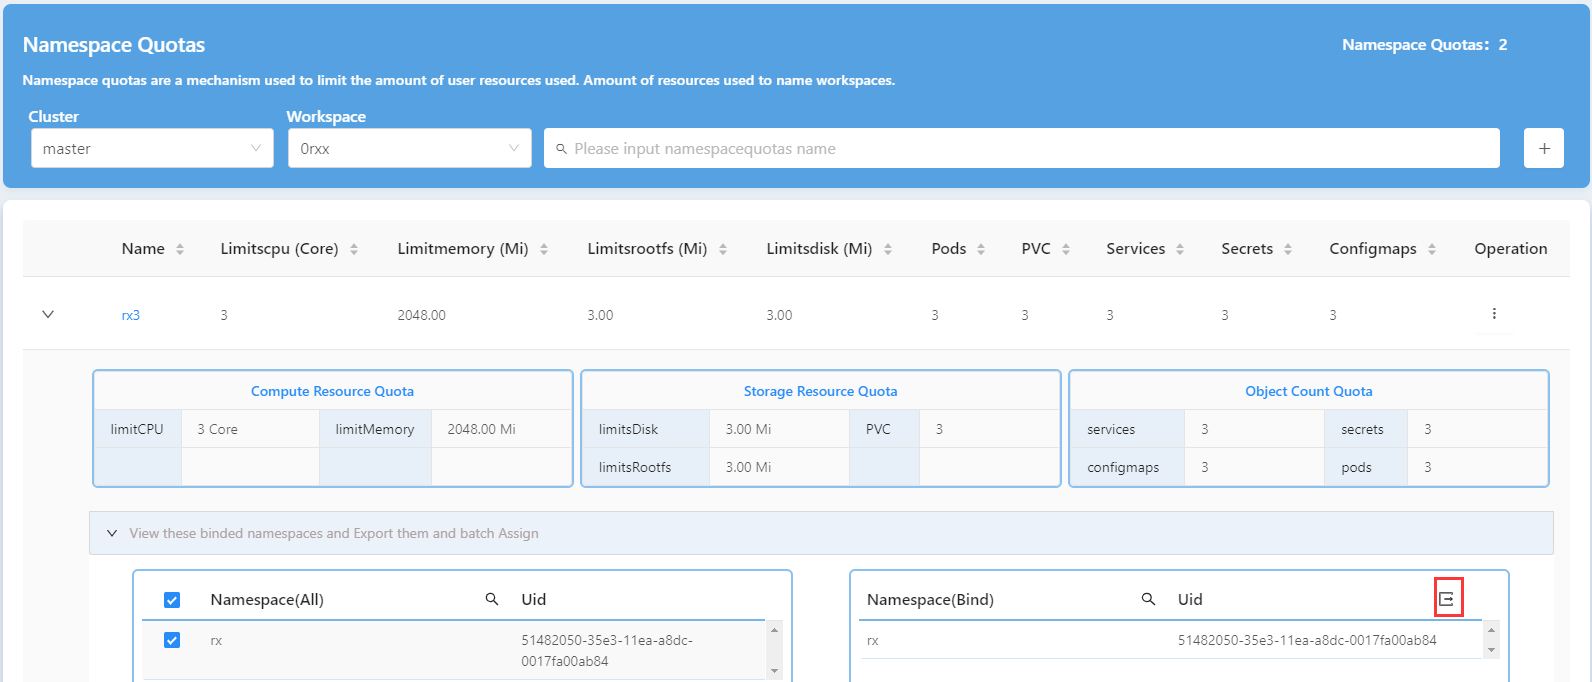 Namespace Quotas
Namespace Quotas: 2
Namespace quotas are a mechanism used to limit the amount of user resources used. Amount of resources used to name workspaces.
Cluster Workspace
master 0rxx Please input namespacequotas name +
Name Limitscpu (Core) Limitmemory (Mi) Limitsrootfs (Mi) Limitsdisk (Mi) Pods PVC Services Secrets Configmaps Operation
rx3 3 2048.00 3.00 3.00 3 3 3 3 3
Compute Resource Quota
limitCPU 3 Core limitMemory 2048.00 Mi
Storage Resource Quota
limitsDisk 3.00 Mi PVC 3
limitsRootfs 3.00 Mi
Object Count Quota
services 3 secrets 3
configmaps 3 pods 3
View these binded namespaces and Export them and batch Assign
Namespace(All) Uid
rx 51482050-35e3-11ea-a8dc-
0017fa00ab84
Namespace(Bind) Uid
rx 51482050-35e3-11ea-a8dc-0017fa00ab84